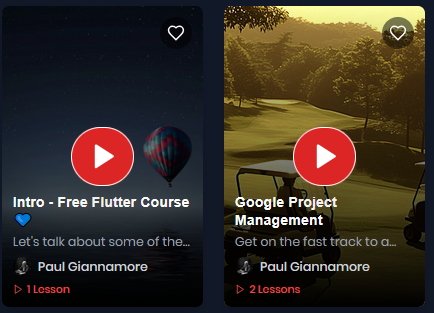 Intro - Free Flutter Course
💙
Let's talk about some of the...
Paul Giannamore
1 Lesson
Google Project
Management
Get on the fast track to a...
Paul Giannamore
2 Lessons